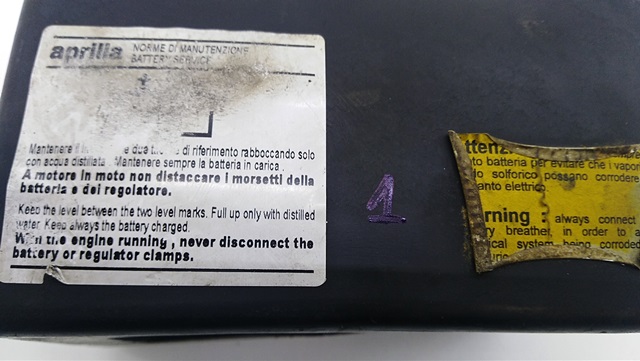 aprilia
NORME DI MANUTENZIONE
BATTERY SERVICE
Mantenere il e due di riferimento rabboccando solo
con acqua distillata. Mantenere sempre la batteria in carica.
A motore in moto non distaccare i morsetti della
batteria e del regolatore.
Keep the level between the two level marks. Full up only with distilled
water. Keep always the battery charged.
With the engine running, never disconnect the
battery or regulator clamps.
1
ttenz
to batteria per evitare che i vapor
solforico possano corrodere
anto elettrico.
rning : always connect
ry breather, in order to a
ical system being corroded
uric